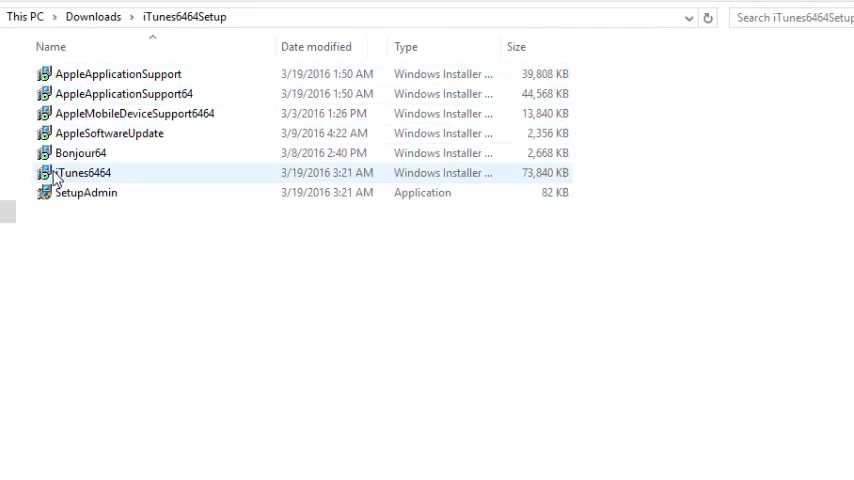 This PC > Downloads > iTunes6464Setup
Search iTunes6464Setup
Name Date modified Type Size
AppleApplicationSupport 3/19/2016 1:50 AM Windows Installer ... 39,808 KB
AppleApplicationSupport64 3/19/2016 1:50 AM Windows Installer ... 44,568 KB
AppleMobileDeviceSupport6464 3/3/2016 1:26 PM Windows Installer ... 13,840 KB
AppleSoftwareUpdate 3/9/2016 4:22 AM Windows Installer ... 2,356 KB
Bonjour64 3/8/2016 2:40 PM Windows Installer ... 2,668 KB
iTunes6464 3/19/2016 3:21 AM Windows Installer ... 73,840 KB
SetupAdmin 3/19/2016 3:21 AM Application 82 KB